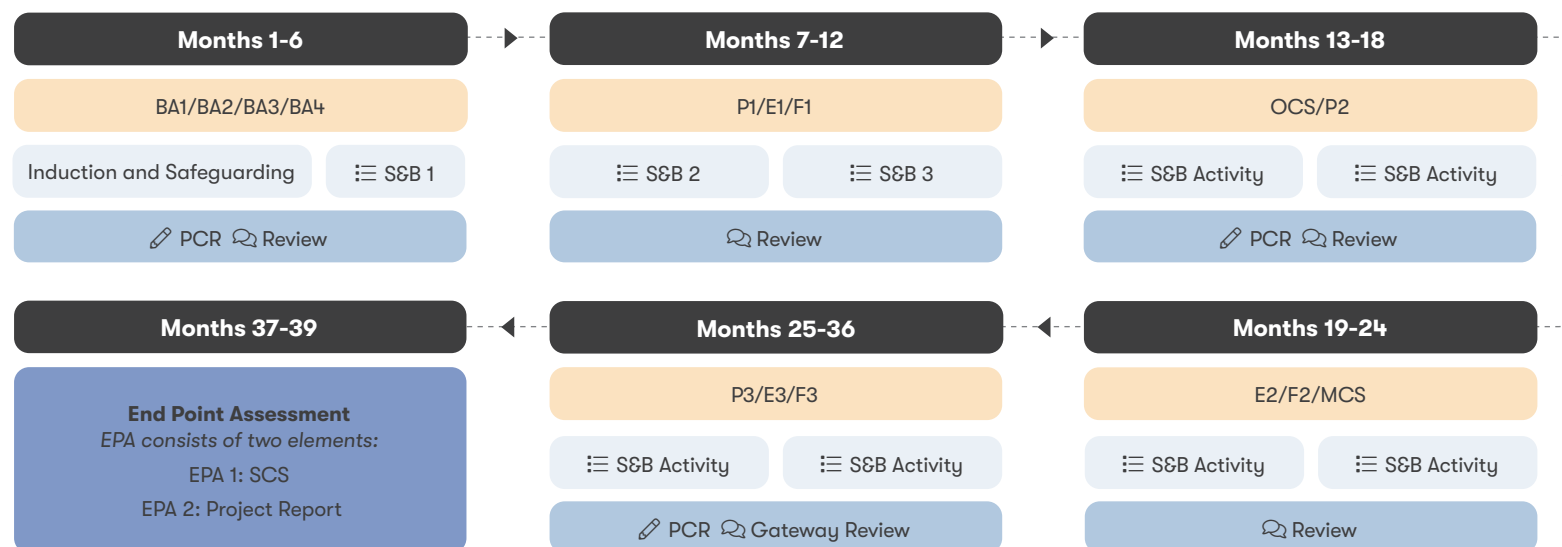 Months 1-6
BA1/BA2/BA3/BA4
Induction and Safeguarding
S&B 1
PCR Review
Months 7-12
P1/E1/F1
S&B 2
S&B 3
Review
Months 13-18
OCS/P2
S&B Activity
S&B Activity
PCR Review
Months 19-24
E2/F2/MCS
S&B Activity
S&B Activity
Review
Months 25-36
P3/E3/F3
S&B Activity
S&B Activity
PCR Gateway Review
Months 37-39
End Point Assessment
EPA consists of two elements:
EPA 1: SCS
EPA 2: Project Report